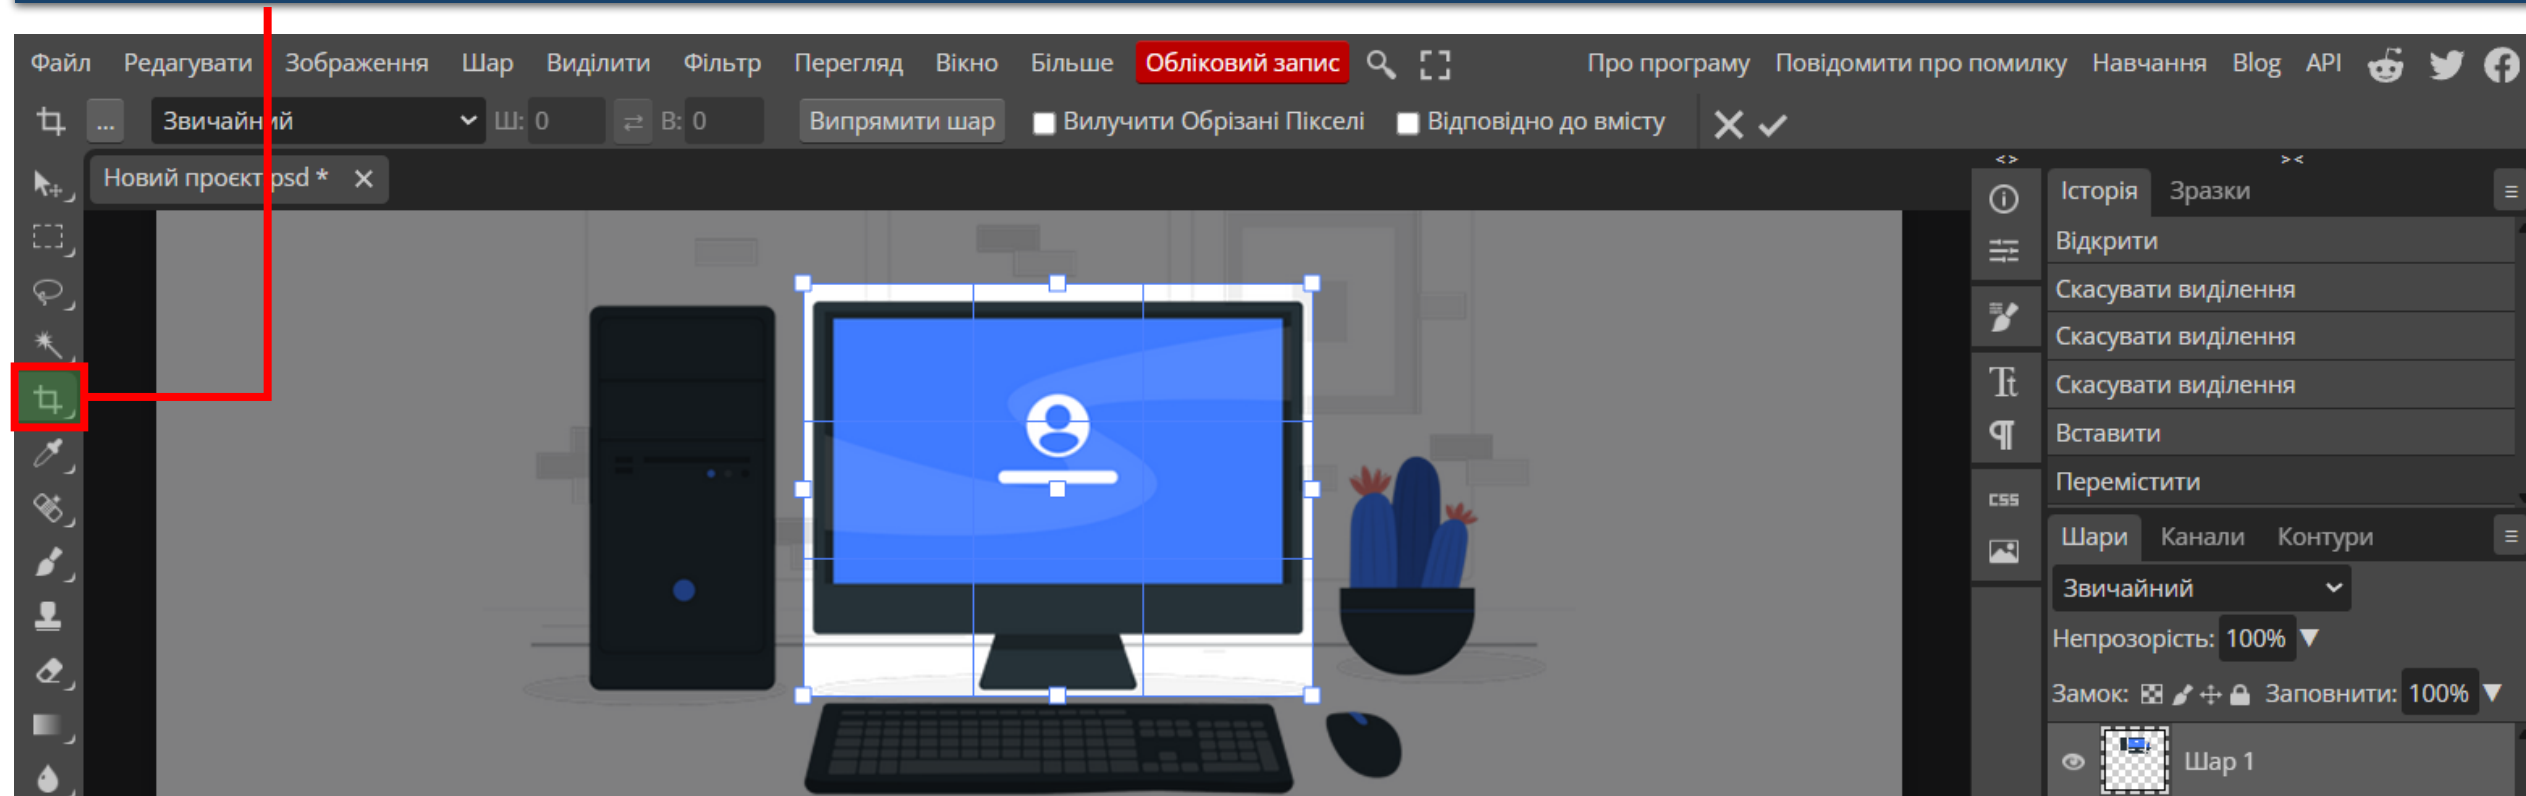 Файл Редагувати Зображення Шар Виділити Фільтр Перегляд Вікно Більше Обліковий запис Про програму Повідомити про помилку Навчання Blog API
... Звичайний Ш: 0 В: 0 Випрямити шар Вилучити Обрізані Пікселі Відповідно до вмісту
Новий проєкт.psd *
Історія Зразки
Відкрити
Скасувати виділення
Скасувати виділення
Скасувати виділення
Вставити
Перемістити
CSS
Шари Канали Контури
Звичайний
Непрозорість: 100%
Замок: Заповнити: 100%
Шар 1